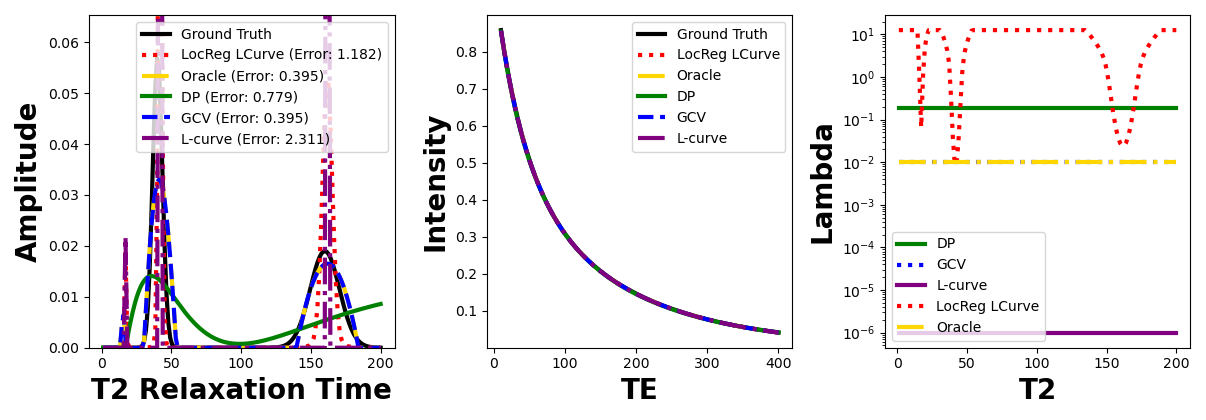 0.06
0.05
0.04
0.03
0.02
0.01
0.00
0
50
100
150
200
Amplitude
T2 Relaxation Time
Ground Truth
LocReg LCurve (Error: 1.182)
Oracle (Error: 0.395)
DP (Error: 0.779)
GCV (Error: 0.395)
L-curve (Error: 2.311)
0.8
0.7
0.6
0.5
0.4
0.3
0.2
0.1
0
100
200
300
400
Intensity
TE
Ground Truth
LocReg LCurve
Oracle
DP
GCV
L-curve
10¹
10⁰
10⁻¹
10⁻²
10⁻³
10⁻⁴
10⁻⁵
10⁻⁶
0
50
100
150
200
Lambda
T2
DP
GCV
L-curve
LocReg LCurve
Oracle